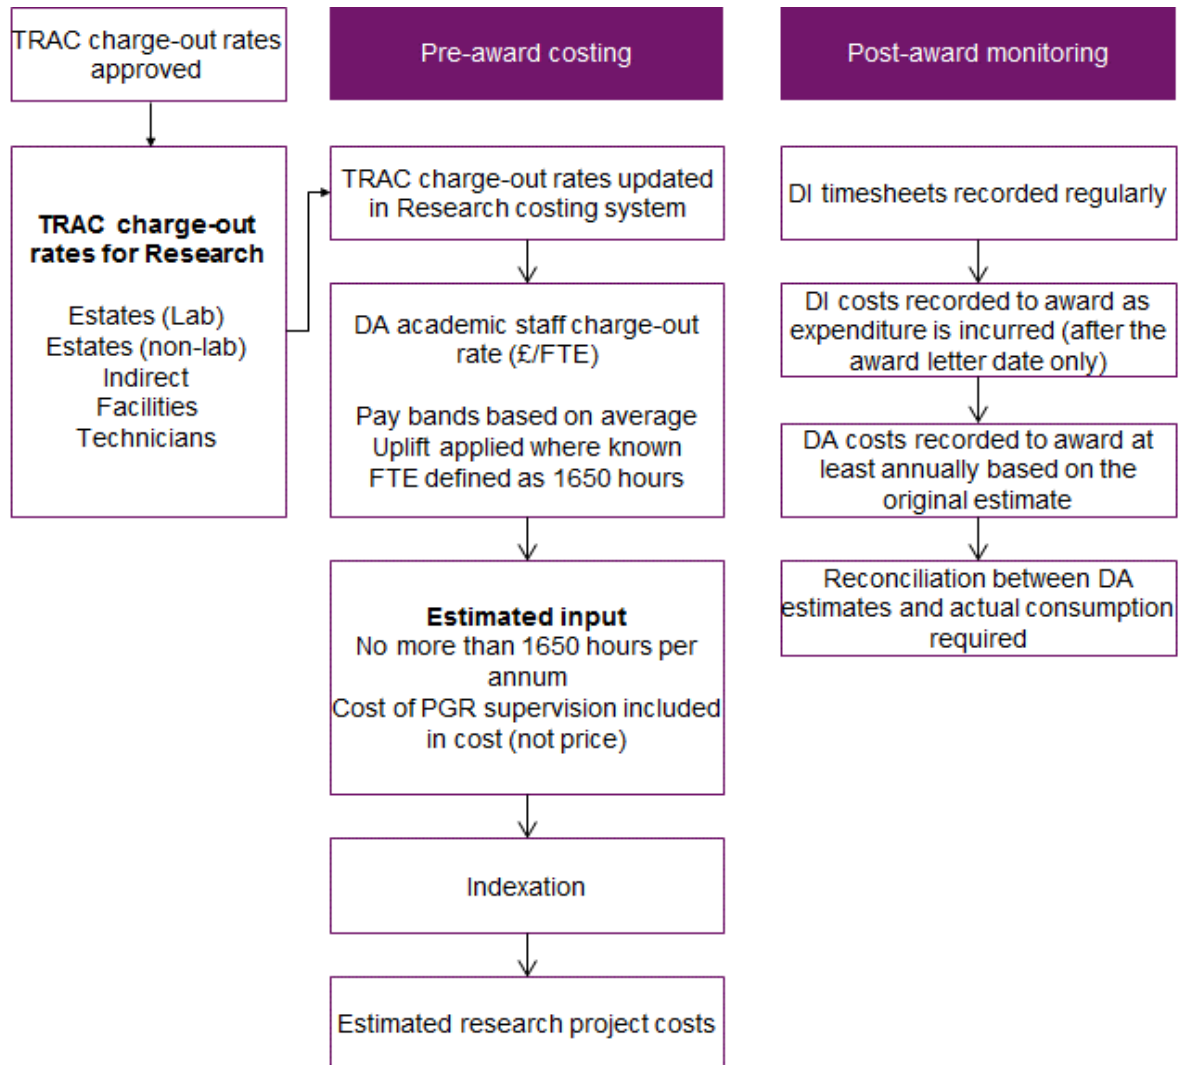 TRAC charge-out rates
approved
TRAC charge-out
rates for Research
Estates (Lab)
Estates (non-lab)
Indirect
Facilities
Technicians
Pre-award costing
TRAC charge-out rates updated
in Research costing system
DA academic staff charge-out
rate (£/FTE)
Pay bands based on average
Uplift applied where known
FTE defined as 1650 hours
Estimated input
No more than 1650 hours per
annum
Cost of PGR supervision included
in cost (not price)
Indexation
Estimated research project costs
Post-award monitoring
DI timesheets recorded regularly
DI costs recorded to award as
expenditure is incurred (after the
award letter date only)
DA costs recorded to award at
least annually based on the
original estimate
Reconciliation between DA
estimates and actual consumption
required